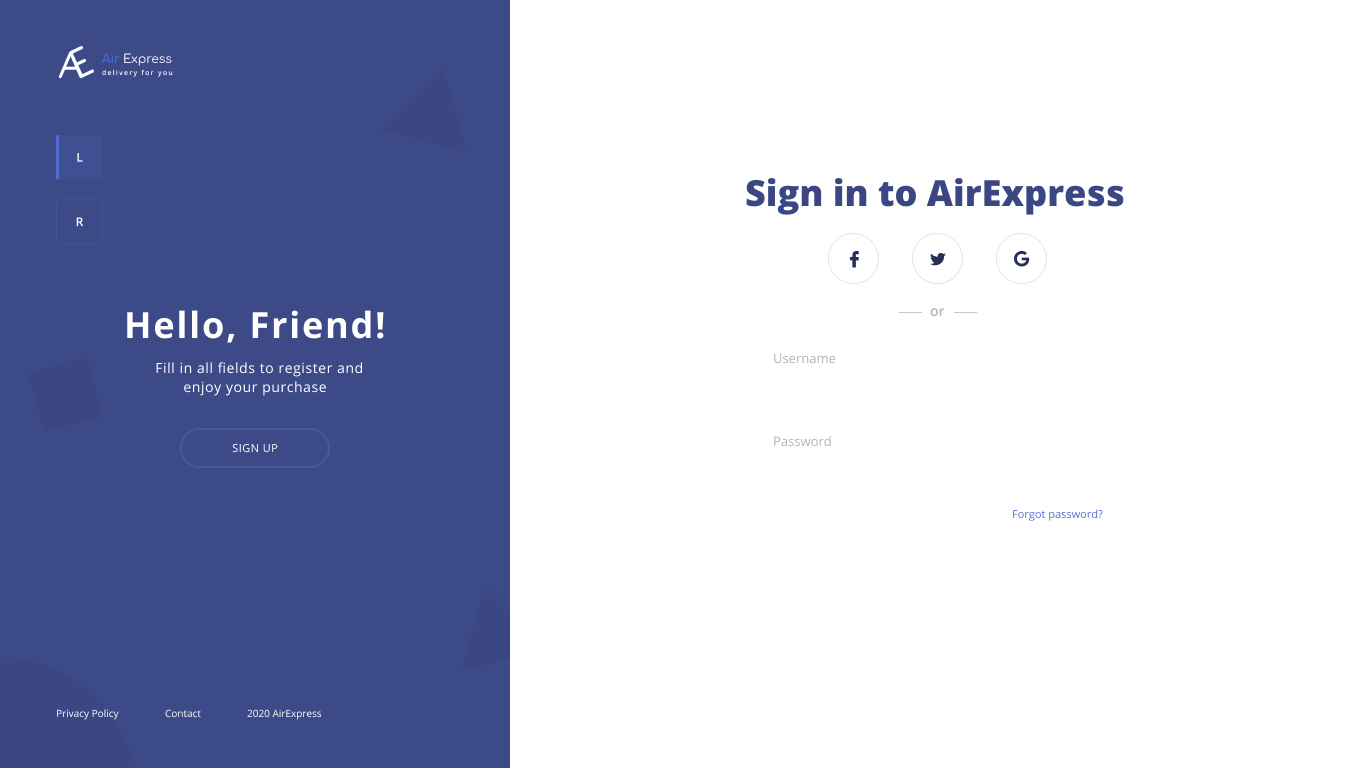 Air Express
delivery for you
L
R
Hello, Friend!
Fill in all fields to register and
enjoy your purchase
SIGN UP
Privacy Policy
Contact
2020 AirExpress
Sign in to AirExpress
or
Username
Password
Forgot password?